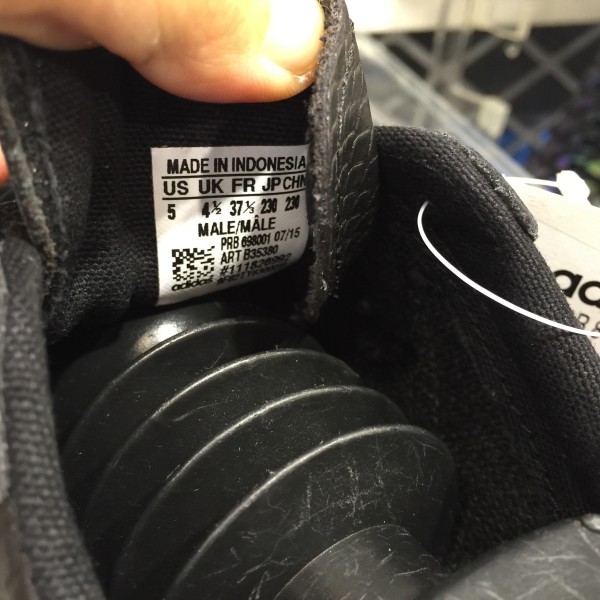 MADE IN INDONESIA
US UK FR JP CHN
5 4½ 37⅓ 230 230
MALE/MÂLE
PRB 698001 07/15
ART B35380
adidas